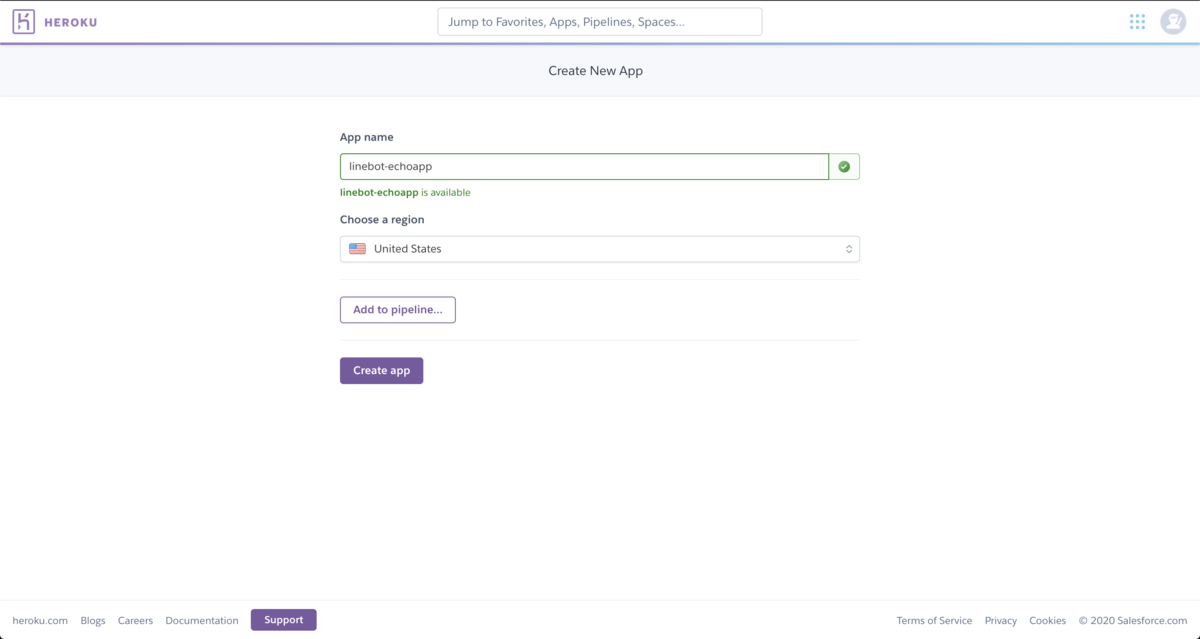 HEROKU
Jump to Favorites, Apps, Pipelines, Spaces...
Create New App
App name
linebot-echoapp
linebot-echoapp is available
Choose a region
United States
Add to pipeline...
Create app
heroku.com Blogs Careers Documentation Support Terms of Service Privacy Cookies © 2020 Salesforce.com